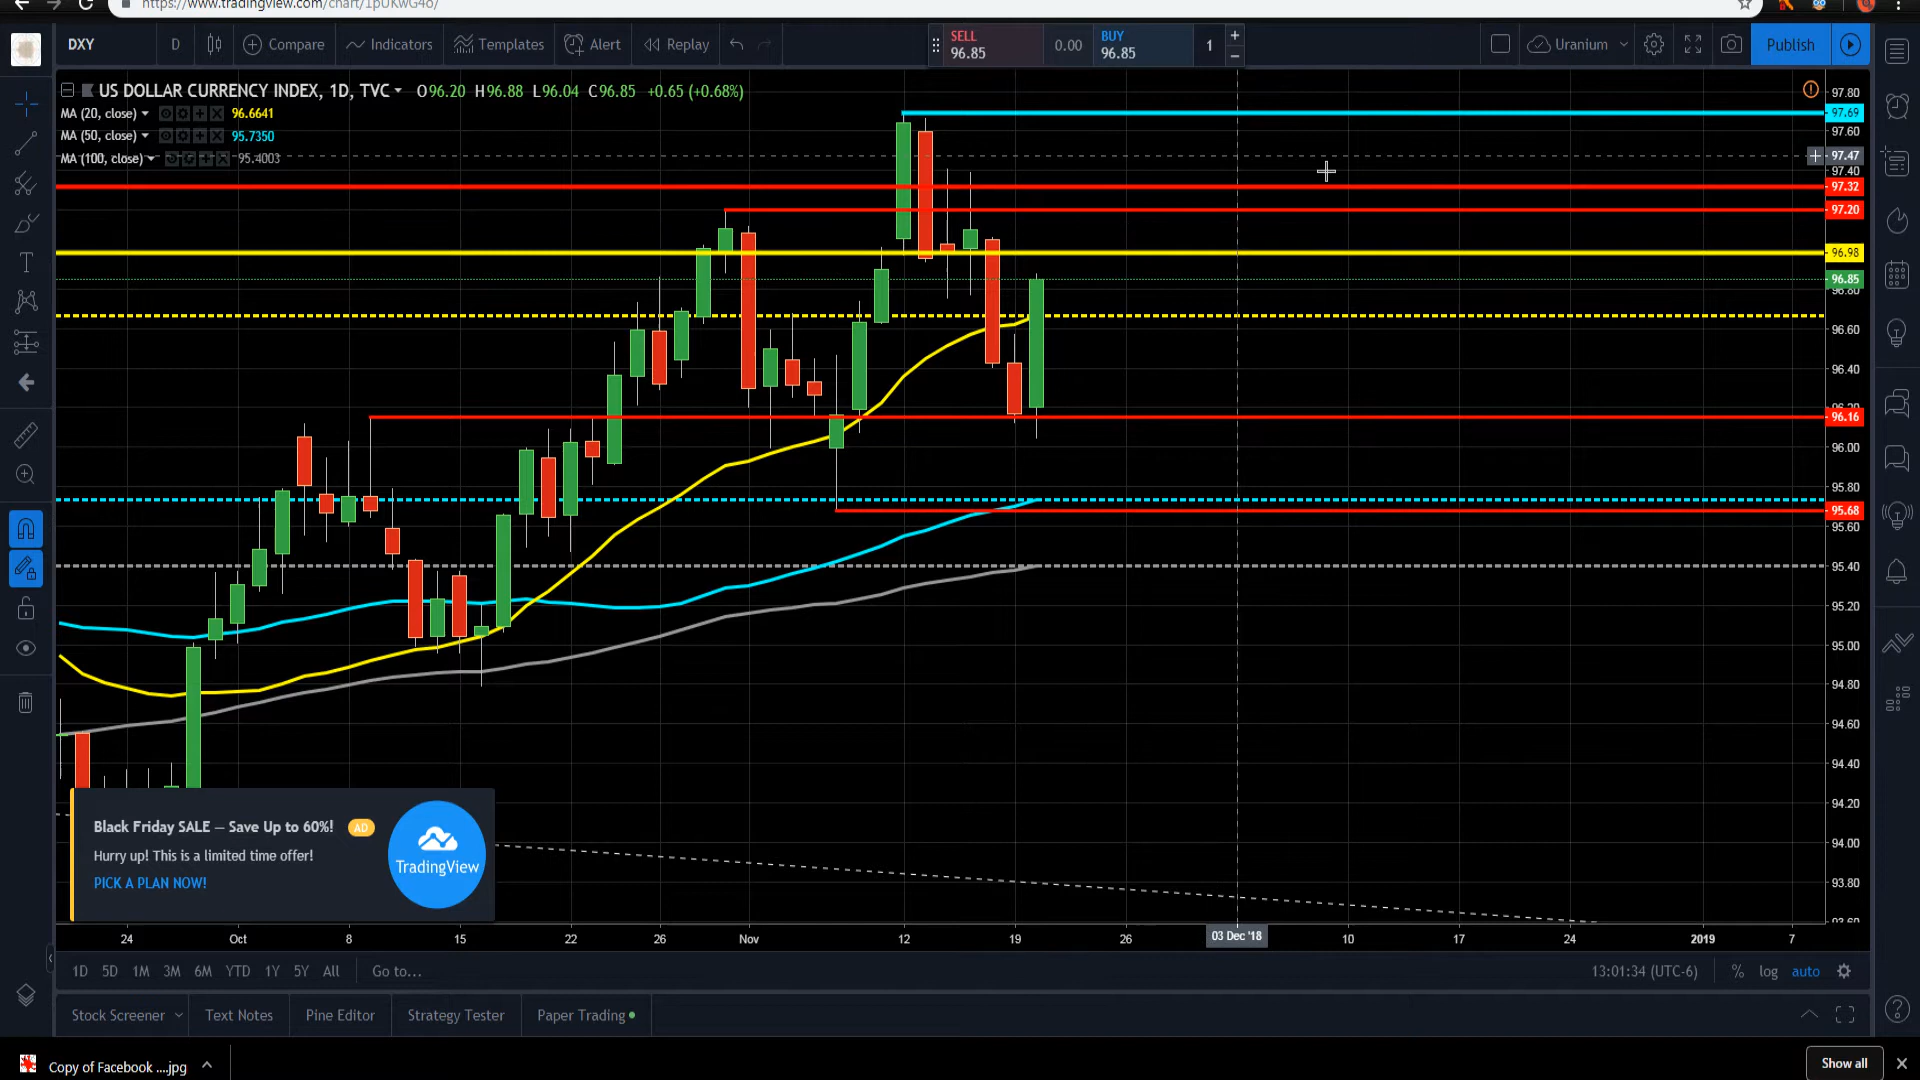 https://www.tradingview.com/chart/1pUKwG4o/
DXY D Compare Indicators Templates Alert Replay SELL 96.85 0.00 BUY 96.85 1 Uranium Publish
US DOLLAR CURRENCY INDEX, 1D, TVC O96.20 H96.88 L96.04 C96.85 +0.65 (+0.68%)
MA (20, close) 96.6641
MA (50, close) 95.7350
MA (100, close) 95.4003
97.80
97.69
97.60
97.47
97.40
97.32
97.20
96.98
96.85
96.80
96.60
96.40
96.20
96.16
96.00
95.80
95.68
95.60
95.40
95.20
95.00
94.80
94.60
94.40
94.20
94.00
93.80
93.60
Black Friday SALE — Save Up to 60%! AD
Hurry up! This is a limited time offer!
PICK A PLAN NOW!
TradingView
24 Oct 8 15 22 26 Nov 12 19 26 03 Dec '18 10 17 24 2019 7
1D 5D 1M 3M 6M YTD 1Y 5Y All Go to... 13:01:34 (UTC-6) % log auto
Stock Screener Text Notes Pine Editor Strategy Tester Paper Trading
Copy of Facebook ....jpg Show all